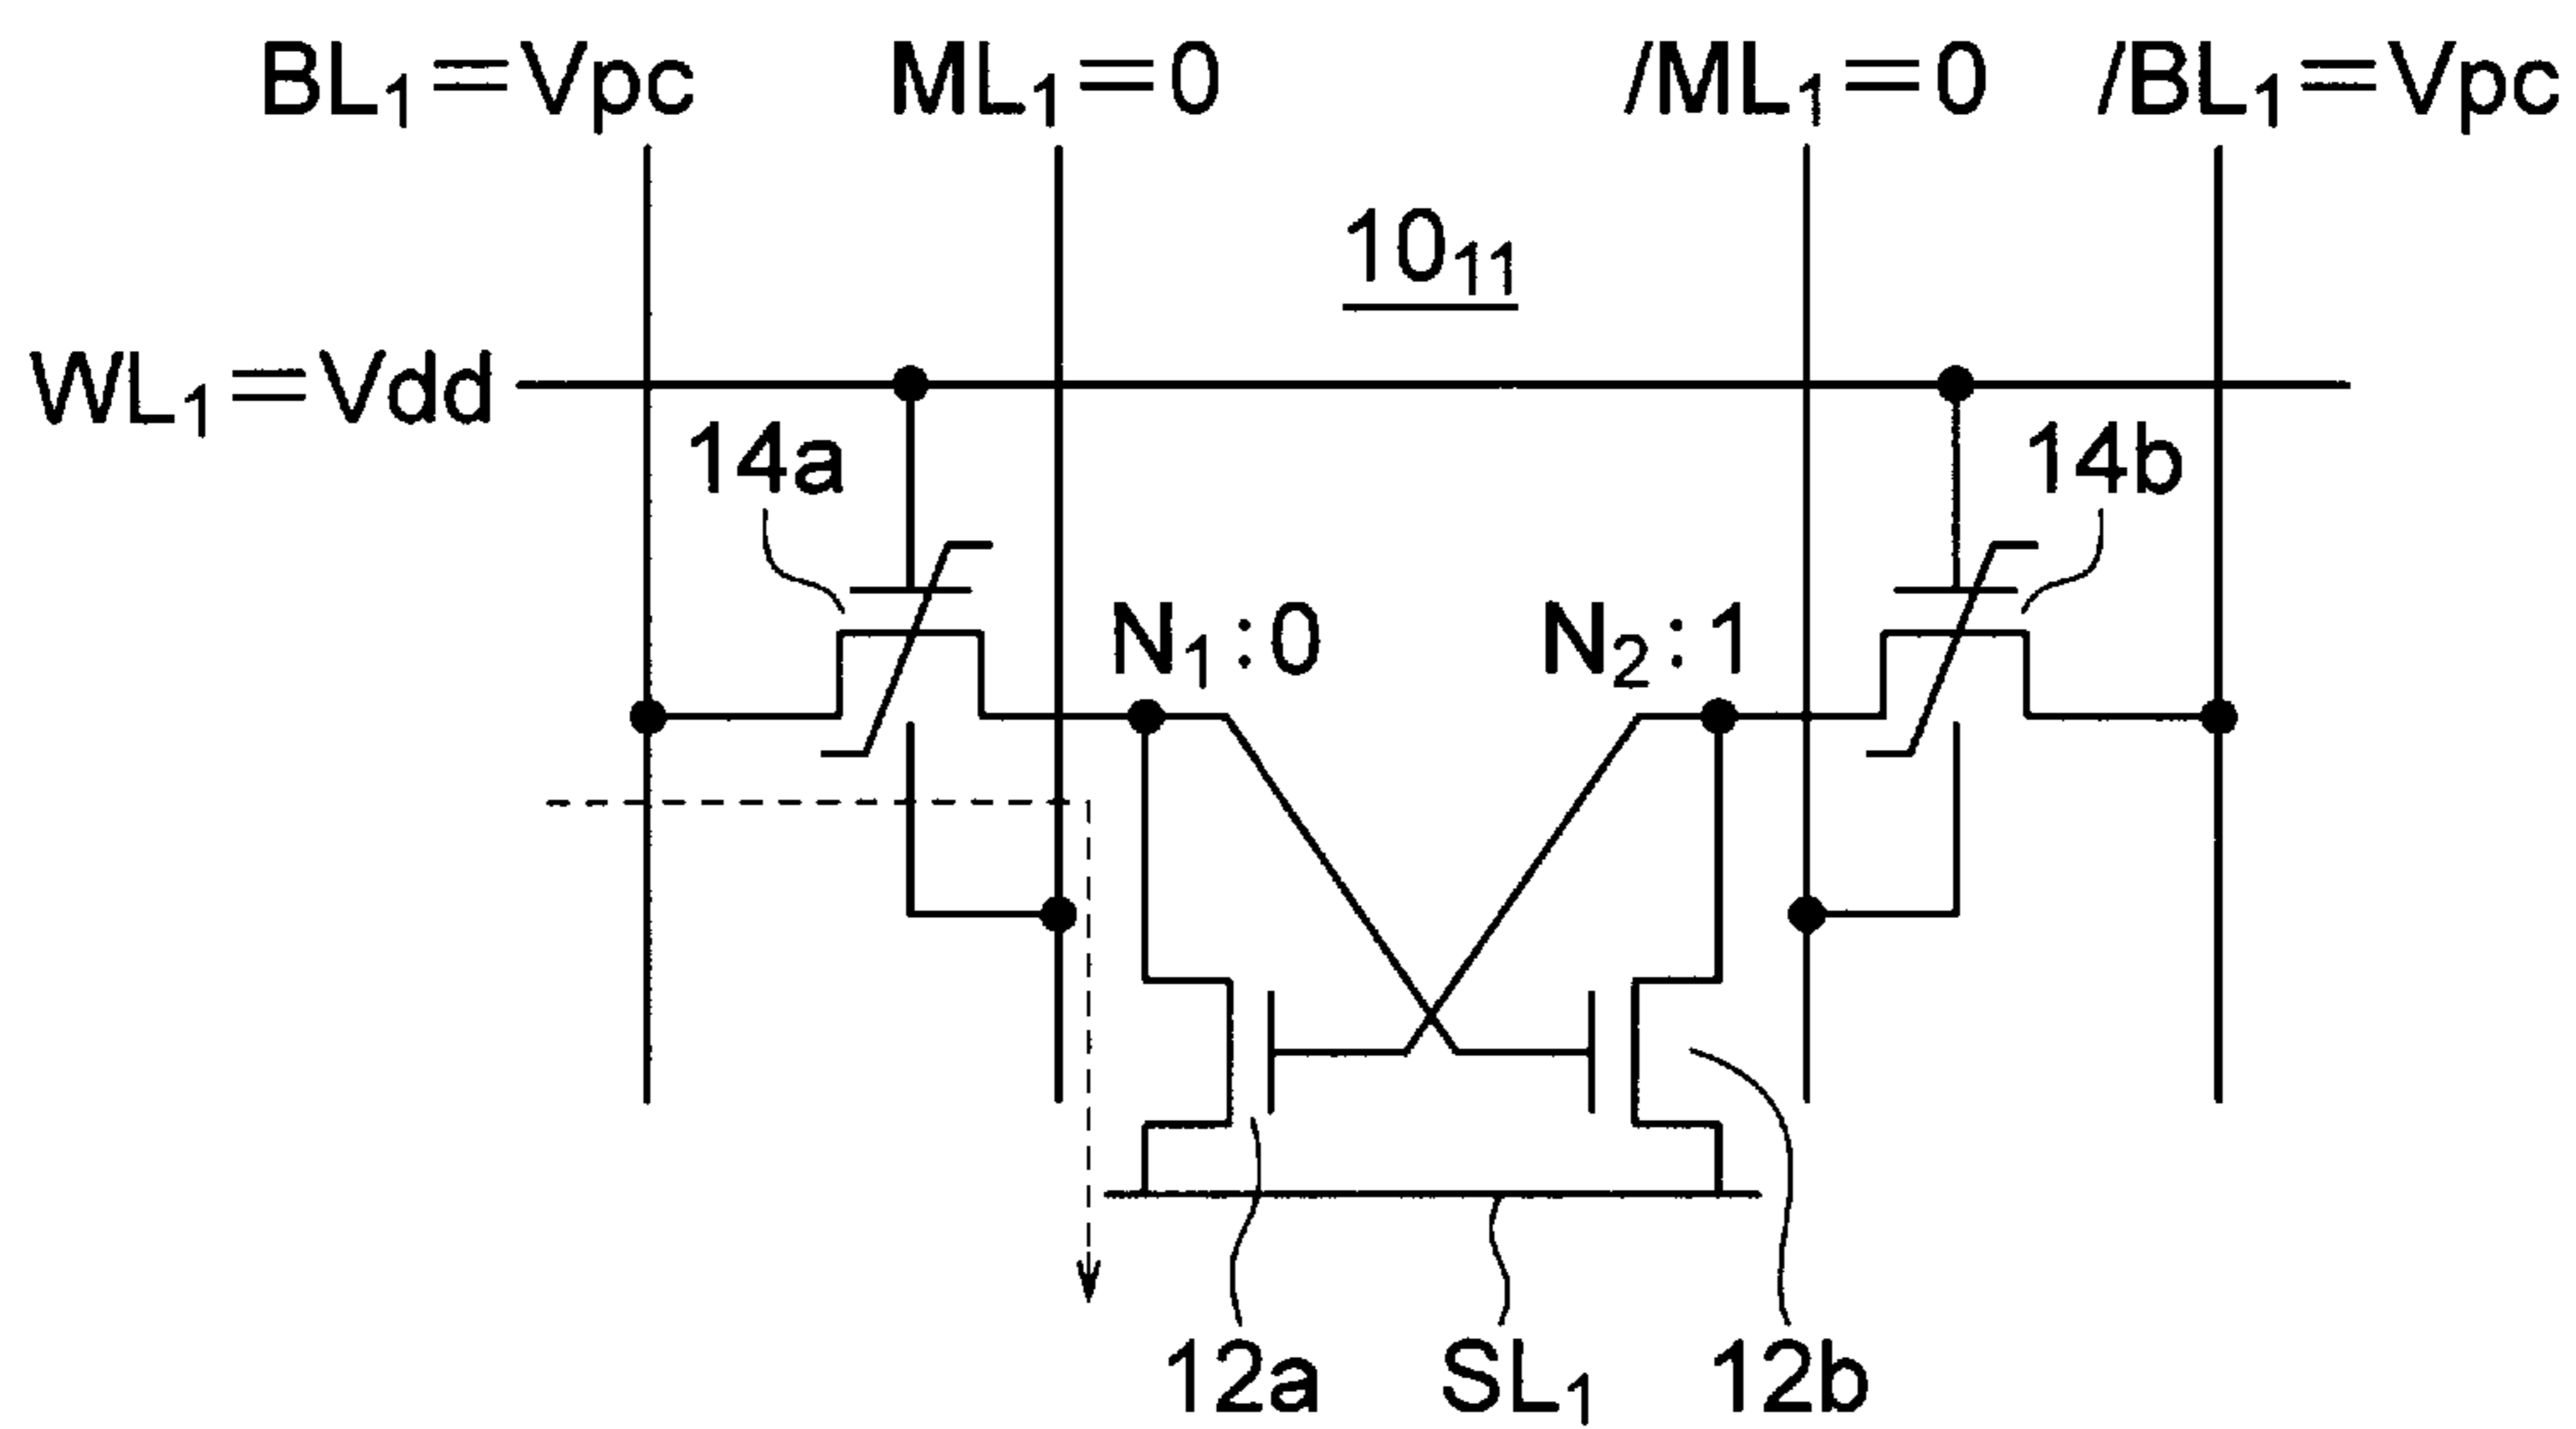 BL₁=Vpc ML₁=0 /ML₁=0 /BL₁=Vpc
10₁₁
WL₁=Vdd
14a 14b
N₁:0 N₂:1
12a SL₁ 12b